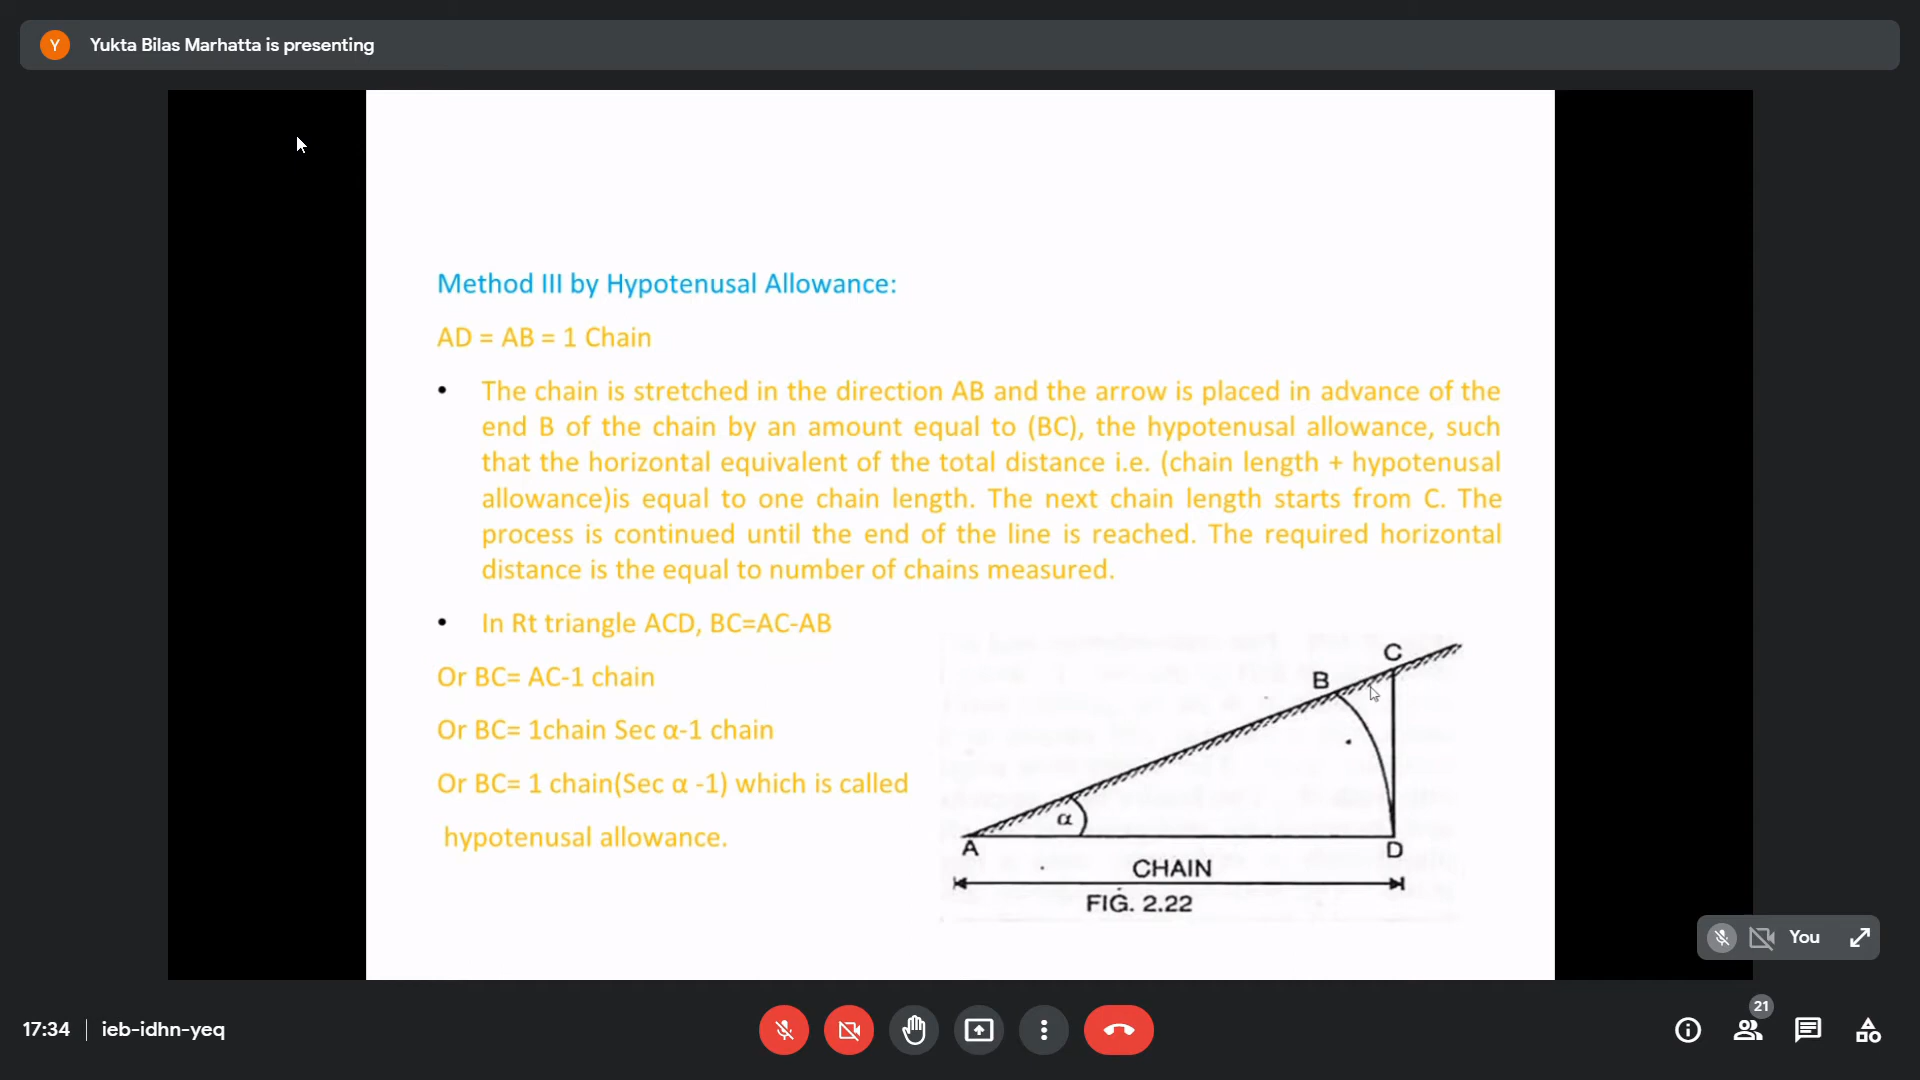 Y
Yukta Bilas Marhatta is presenting
Method III by Hypotenusal Allowance:
AD = AB = 1 Chain
• The chain is stretched in the direction AB and the arrow is placed in advance of the
end B of the chain by an amount equal to (BC), the hypotenusal allowance, such
that the horizontal equivalent of the total distance i.e. (chain length + hypotenusal
allowance)is equal to one chain length. The next chain length starts from C. The
process is continued until the end of the line is reached. The required horizontal
distance is the equal to number of chains measured.
• In Rt triangle ACD, BC=AC-AB
Or BC= AC-1 chain
Or BC= 1chain Sec α-1 chain
Or BC= 1 chain(Sec α -1) which is called
hypotenusal allowance.
C
B
α
A
D
CHAIN
FIG. 2.22
You
17:34
ieb-idhn-yeq
21